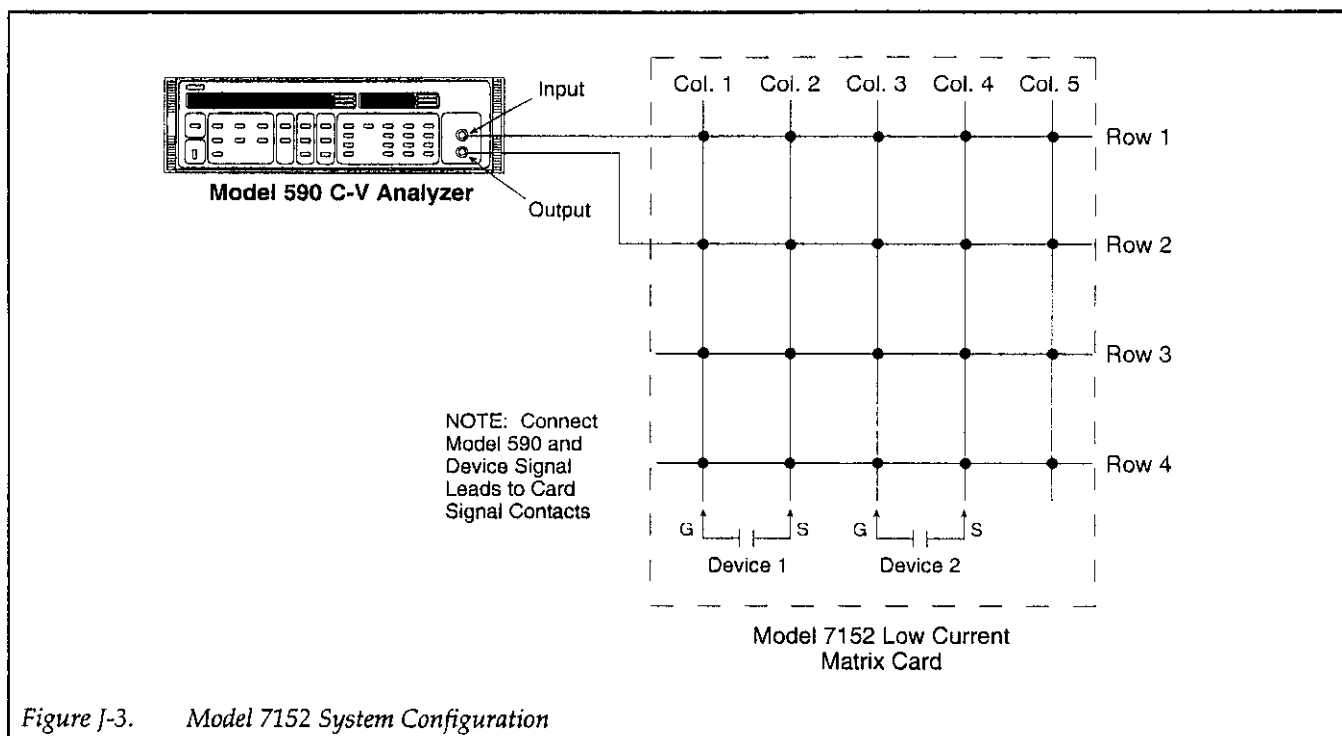 Input
Output
Model 590 C-V Analyzer
Col. 1 Col. 2 Col. 3 Col. 4 Col. 5
Row 1
Row 2
Row 3
Row 4
NOTE: Connect
Model 590 and
Device Signal
Leads to Card
Signal Contacts
G S G S
Device 1 Device 2
Model 7152 Low Current
Matrix Card
Figure J-3. Model 7152 System Configuration